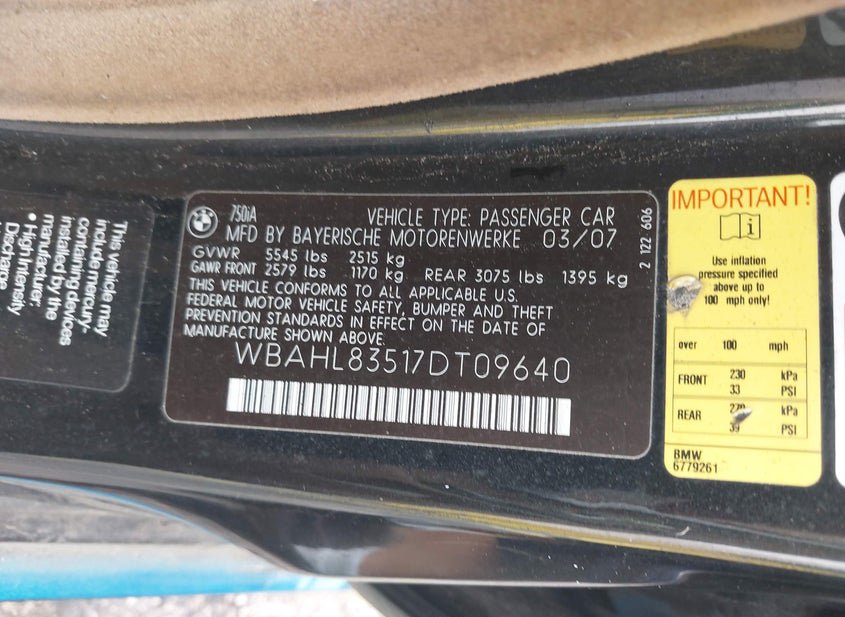 This vehicle may
include mercury-
containing devices
installed by the
manufacturer:
• High intensity
Discharge
750iA
VEHICLE TYPE: PASSENGER CAR
MFD BY BAYERISCHE MOTORENWERKE 03/07
GVWR 5545 lbs 2515 kg
GAWR FRONT 2579 lbs 1170 kg REAR 3075 lbs 1395 kg
THIS VEHICLE CONFORMS TO ALL APPLICABLE U.S.
FEDERAL MOTOR VEHICLE SAFETY, BUMPER AND THEFT
PREVENTION STANDARDS IN EFFECT ON THE DATE OF
MANUFACTURE SHOWN ABOVE.
WBAHL83517DT09640
2 122 606
IMPORTANT!
i
Use inflation
pressure specified
above up to
100 mph only!
over 100 mph
FRONT 230 kPa
33 PSI
REAR 270 kPa
39 PSI
BMW
6779261